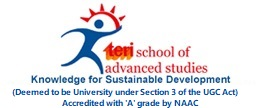 teri school of
advanced studies
Knowledge for Sustainable Development
(Deemed to be University under Section 3 of the UGC Act)
Accredited with 'A' grade by NAAC